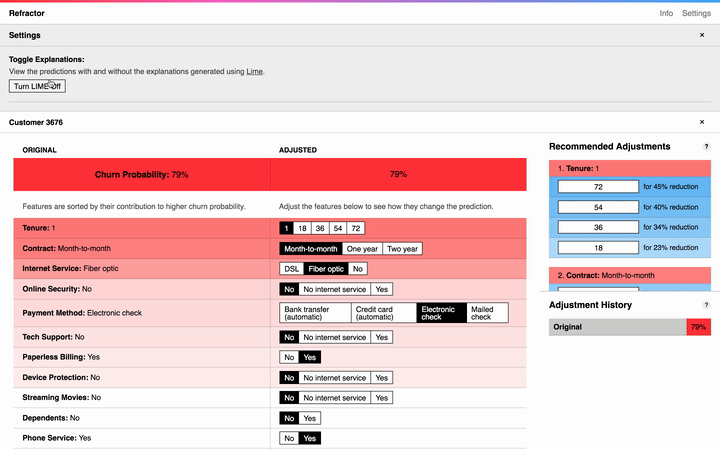 Refractor
Info Settings
Settings ×
Toggle Explanations:
View the predictions with and without the explanations generated using Lime.
Turn LIME Off
Customer 3676 ×
ORIGINAL ADJUSTED
Churn Probability: 79% 79%
Features are sorted by their contribution to higher churn probability. Adjust the features below to see how they change the prediction.
Tenure: 1 1 18 36 54 72
Contract: Month-to-month Month-to-month One year Two year
Internet Service: Fiber optic DSL Fiber optic No
Online Security: No No No internet service Yes
Payment Method: Electronic check Bank transfer (automatic) Credit card (automatic) Electronic check Mailed check
Tech Support: No No No internet service Yes
Paperless Billing: Yes No Yes
Device Protection: No No No internet service Yes
Streaming Movies: No No No internet service Yes
Dependents: No No Yes
Phone Service: Yes No Yes
Recommended Adjustments ?
1. Tenure: 1
72 for 45% reduction
54 for 40% reduction
36 for 34% reduction
18 for 23% reduction
2. Contract: Month-to-month
Adjustment History ?
Original 79%